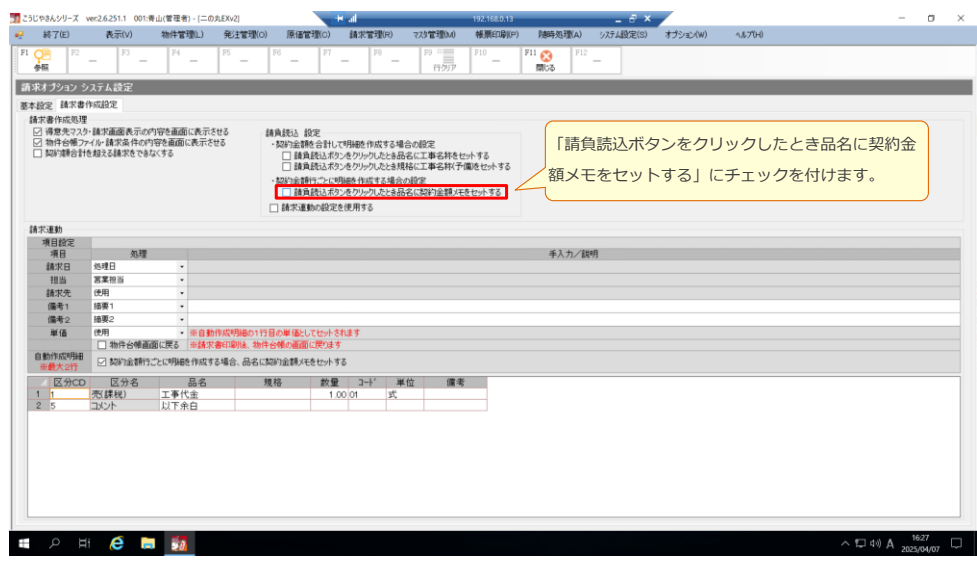 こうじやさんシリーズ ver.2.6.251.1 001:青山(管理者) - [二の丸EXv2]
192.168.0.13
終了(E) 表示(V) 物件管理(L) 発注管理(O) 原価管理(C) 請求管理(R) マスタ管理(M) 帳票印刷(P) 随時処理(A) システム設定(S) オプション(W) ヘルプ(H)
F1 F2 F3 F4 F5 F6 F7 F8 F9 F10 F11 F12
参照 行クリア 閉じる
請求オプション システム設定
基本設定 請求書作成設定
請求書作成処理
得意先マスタ・請求画面表示の内容を画面に表示させる
物件台帳ファイル・請求条件の内容を画面に表示させる
契約額合計を超える請求をできなくする
請負読込 設定
・契約金額を合計して明細を作成する場合の設定
請負読込ボタンをクリックしたとき品名に工事名称をセットする
請負読込ボタンをクリックしたとき規格に工事名称(予備)をセットする
・契約金額行ごとに明細を作成する場合の設定
請負読込ボタンをクリックしたとき品名に契約金額メモをセットする
請求連動の設定を使用する
「請負読込ボタンをクリックしたとき品名に契約金
額メモをセットする」にチェックを付けます。
請求連動
項目設定
項目 処理 手入力/説明
請求日 処理日
担当 営業担当
請求先 使用
備考1 摘要1
備考2 摘要2
単価 使用 ※自動作成明細の1行目の単価としてセットされます
物件台帳画面に戻る ※請求書印刷後、物件台帳の画面に戻ります
自動作成明細
※最大2行
契約金額行ごとに明細を作成する場合、品名に契約金額メモをセットする
区分CD 区分名 品名 規格 数量 コード 単位 備考
1 1 売(課税) 工事代金 1.00 01 式
2 5 コメント 以下余白
A
16:27
2025/04/07